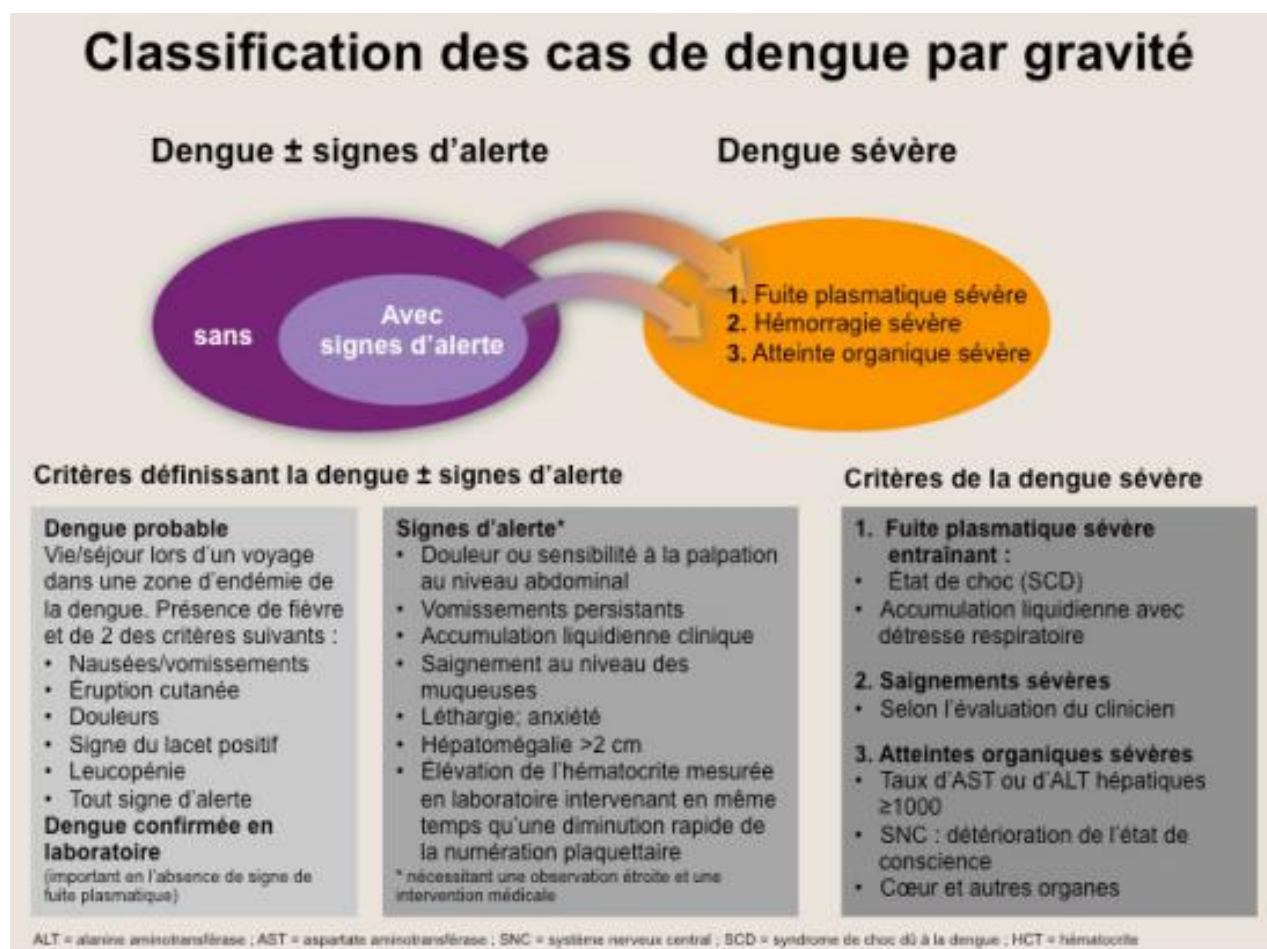 Classification des cas de dengue par gravité
Dengue ± signes d'alerte
Dengue sévère
sans
Avec
signes d'alerte
1. Fuite plasmatique sévère
2. Hémorragie sévère
3. Atteinte organique sévère
Critères définissant la dengue ± signes d'alerte
Dengue probable
Vie/séjour lors d'un voyage
dans une zone d'endémie de
la dengue. Présence de fièvre
et de 2 des critères suivants :
• Nausées/vomissements
• Éruption cutanée
• Douleurs
• Signe du lacet positif
• Leucopénie
• Tout signe d'alerte
Dengue confirmée en
laboratoire
(important en l'absence de signe de
fuite plasmatique)
Signes d'alerte*
• Douleur ou sensibilité à la palpation
au niveau abdominal
• Vomissements persistants
• Accumulation liquidienne clinique
• Saignement au niveau des
muqueuses
• Léthargie; anxiété
• Hépatomégalie >2 cm
• Élévation de l'hématocrite mesurée
en laboratoire intervenant en même
temps qu'une diminution rapide de
la numération plaquettaire
* nécessitant une observation étroite et une
intervention médicale
Critères de la dengue sévère
1. Fuite plasmatique sévère
entraînant :
• État de choc (SCD)
• Accumulation liquidienne avec
détresse respiratoire
2. Saignements sévères
• Selon l'évaluation du clinicien
3. Atteintes organiques sévères
• Taux d'AST ou d'ALT hépatiques
≥1000
• SNC : détérioration de l'état de
conscience
• Cœur et autres organes
ALT = alanine aminotransférase ; AST = aspartate aminotransférase ; SNC = système nerveux central ; SCD = syndrome de choc dû à la dengue ; HCT = hématocrite